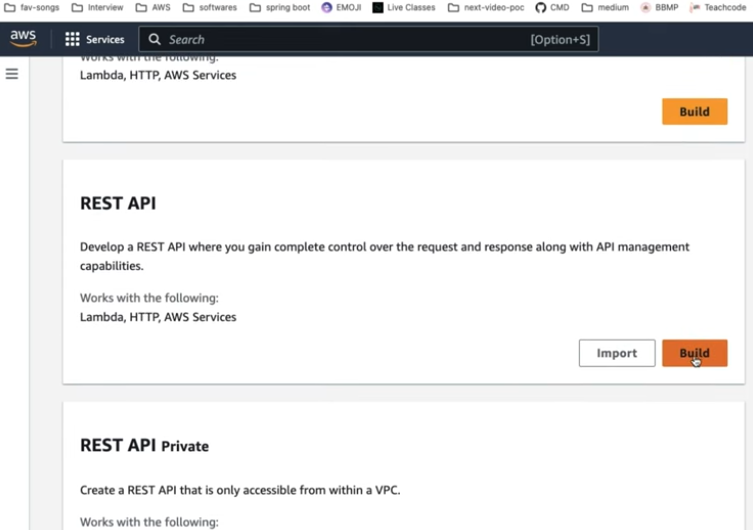 fav-songs Interview AWS softwares spring boot EMOJI Live Classes next-video-poc CMD medium BBMP Teachcode
aws Services Search [Option+S]
Works with the following:
Lambda, HTTP, AWS Services
Build
REST API
Develop a REST API where you gain complete control over the request and response along with API management
capabilities.
Works with the following:
Lambda, HTTP, AWS Services
Import Build
REST API Private
Create a REST API that is only accessible from within a VPC.
Works with the following: